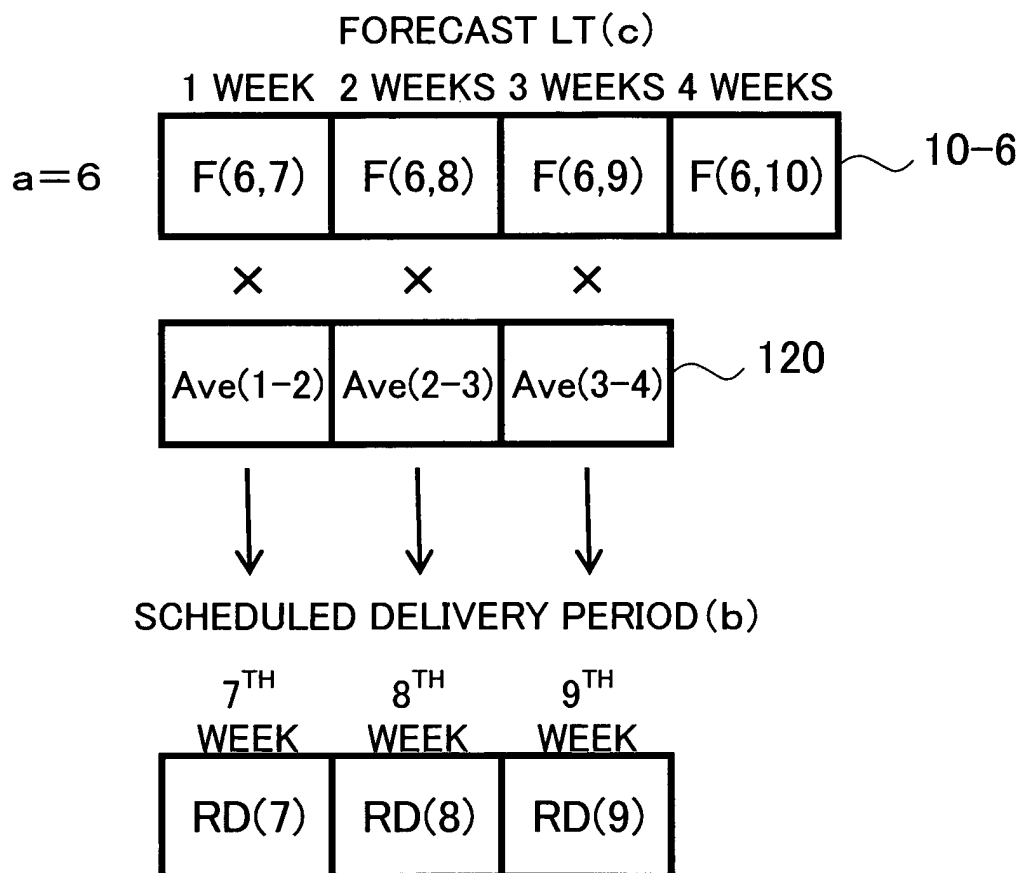 FORECAST LT(c)
1 WEEK 2 WEEKS 3 WEEKS 4 WEEKS
a=6 F(6,7) F(6,8) F(6,9) F(6,10) 10-6
× × ×
Ave(1-2) Ave(2-3) Ave(3-4) 120
SCHEDULED DELIVERY PERIOD(b)
7TH 8TH 9TH
WEEK WEEK WEEK
RD(7) RD(8) RD(9)